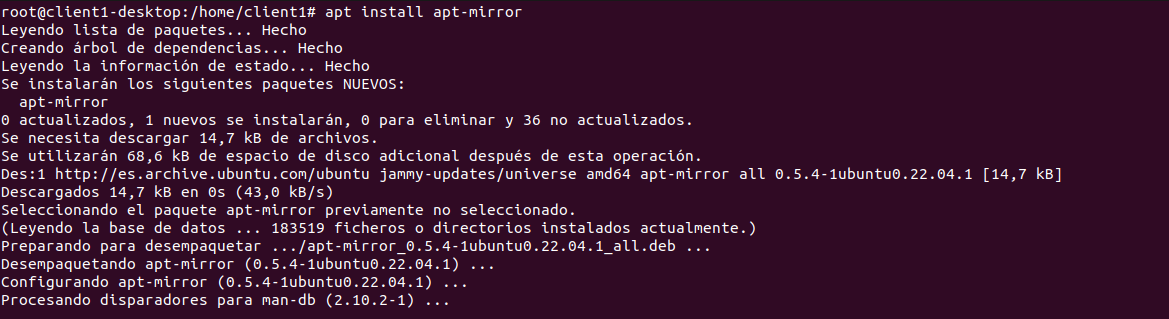 root@client1-desktop:/home/client1# apt install apt-mirror
Leyendo lista de paquetes... Hecho
Creando árbol de dependencias... Hecho
Leyendo la información de estado... Hecho
Se instalarán los siguientes paquetes NUEVOS:
  apt-mirror
0 actualizados, 1 nuevos se instalarán, 0 para eliminar y 36 no actualizados.
Se necesita descargar 14,7 kB de archivos.
Se utilizarán 68,6 kB de espacio de disco adicional después de esta operación.
Des:1 http://es.archive.ubuntu.com/ubuntu jammy-updates/universe amd64 apt-mirror all 0.5.4-1ubuntu0.22.04.1 [14,7 kB]
Descargados 14,7 kB en 0s (43,0 kB/s)
Seleccionando el paquete apt-mirror previamente no seleccionado.
(Leyendo la base de datos ... 183519 ficheros o directorios instalados actualmente.)
Preparando para desempaquetar .../apt-mirror_0.5.4-1ubuntu0.22.04.1_all.deb ...
Desempaquetando apt-mirror (0.5.4-1ubuntu0.22.04.1) ...
Configurando apt-mirror (0.5.4-1ubuntu0.22.04.1) ...
Procesando disparadores para man-db (2.10.2-1) ...